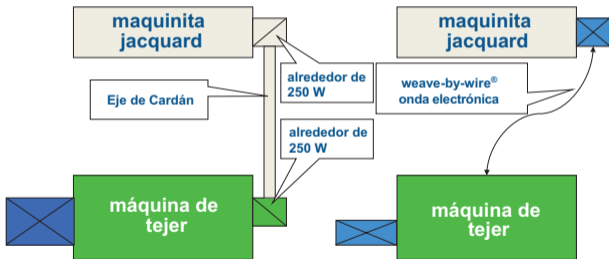 maquinita
jacquard
alrededor de
250 W
Eje de Cardán
alrededor de
250 W
máquina de
tejer
maquinita
jacquard
weave-by-wire®
onda electrónica
máquina de
tejer